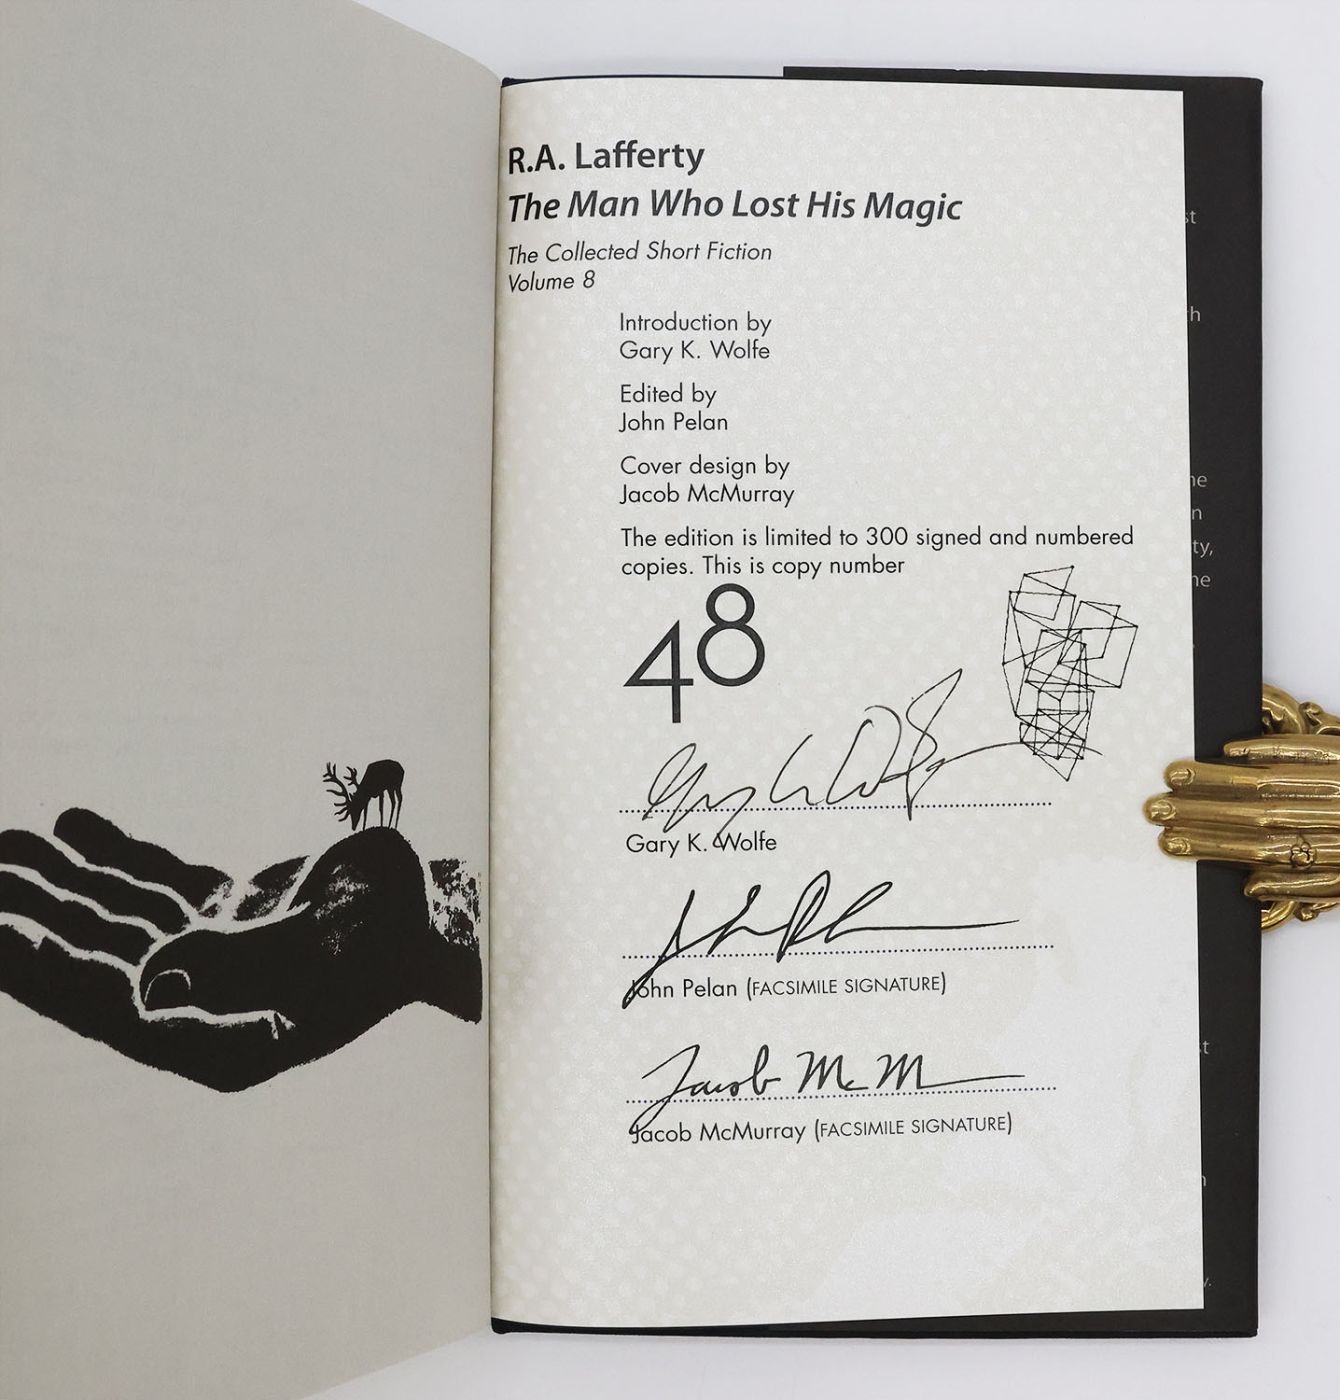 R.A. Lafferty
The Man Who Lost His Magic
The Collected Short Fiction
Volume 8
Introduction by
Gary K. Wolfe
Edited by
John Pelan
Cover design by
Jacob McMurray
The edition is limited to 300 signed and numbered
copies. This is copy number
48
Gary K. Wolfe
John Pelan (FACSIMILE SIGNATURE)
Jacob McM
Jacob McMurray (FACSIMILE SIGNATURE)